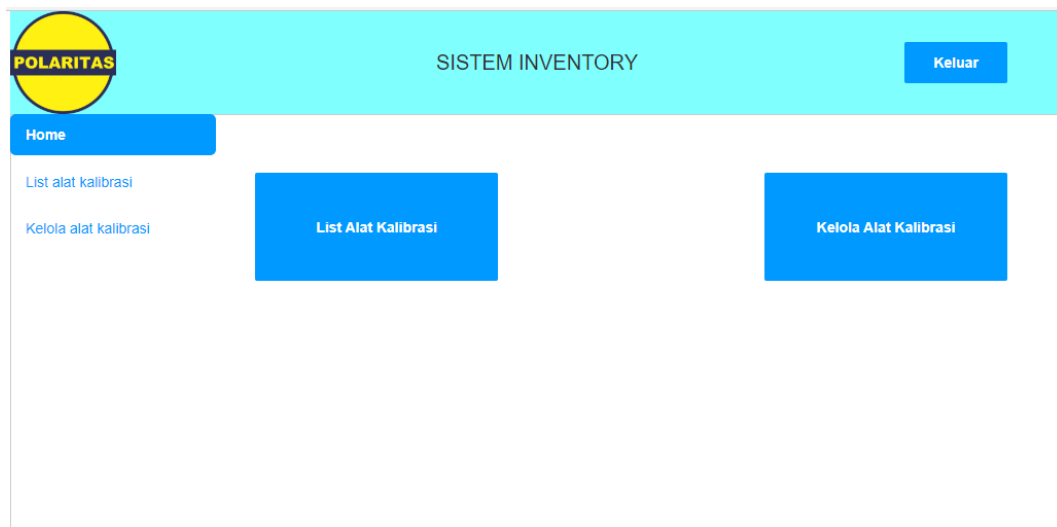 POLARITAS
SISTEM INVENTORY
Keluar
Home
List alat kalibrasi
Kelola alat kalibrasi
List Alat Kalibrasi
Kelola Alat Kalibrasi